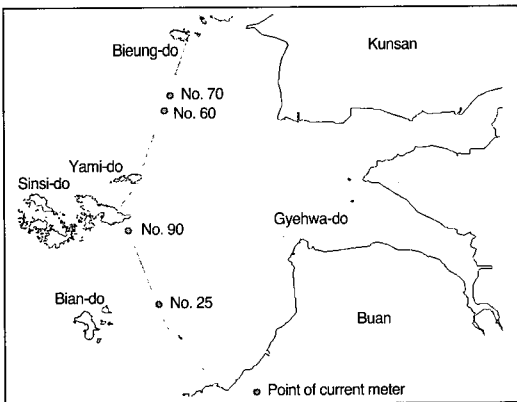 Kunsan
Bieung-do
No. 70
No. 60
Yami-do
Sinsi-do
Gyehwa-do
No. 90
Bian-do
No. 25
Buan
Point of current meter